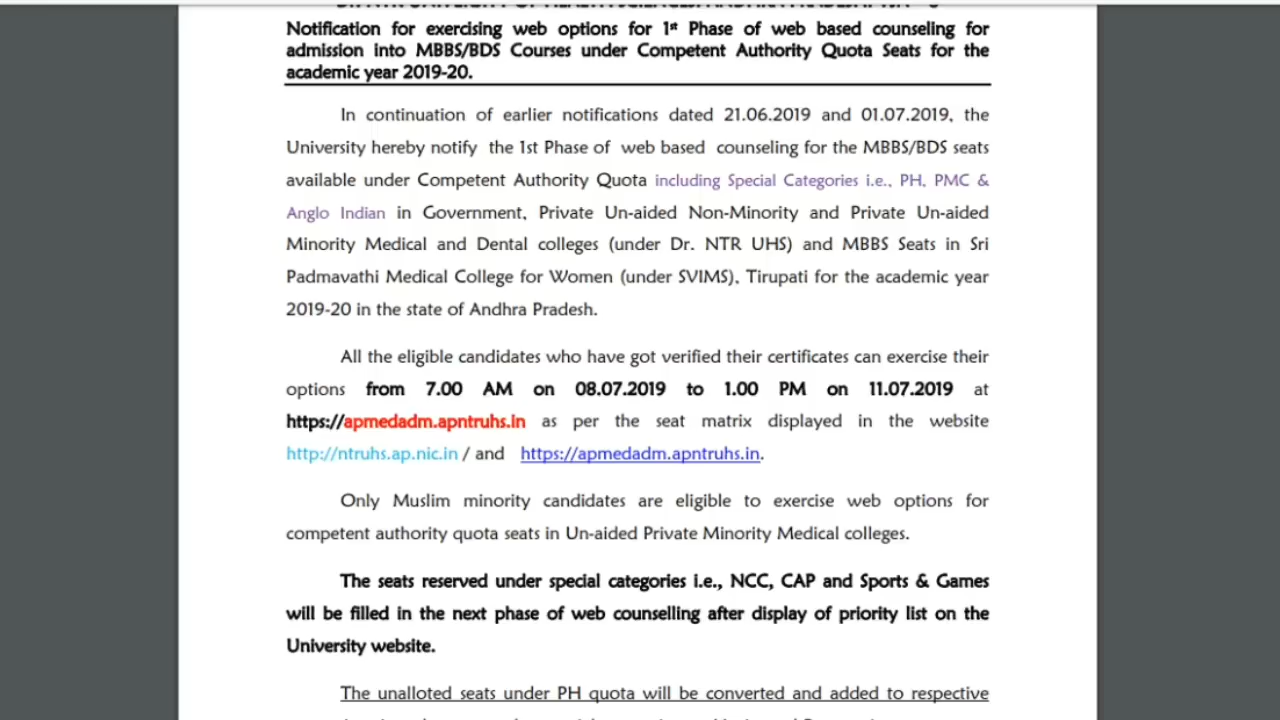 Notification for exercising web options for 1st Phase of web based counseling for
admission into MBBS/BDS Courses under Competent Authority Quota Seats for the
academic year 2019-20.
In continuation of earlier notifications dated 21.06.2019 and 01.07.2019, the
University hereby notify the 1st Phase of web based counseling for the MBBS/BDS seats
available under Competent Authority Quota including Special Categories i.e., PH, PMC &
Anglo Indian in Government, Private Un-aided Non-Minority and Private Un-aided
Minority Medical and Dental colleges (under Dr. NTR UHS) and MBBS Seats in Sri
Padmavathi Medical College for Women (under SVIMS), Tirupati for the academic year
2019-20 in the state of Andhra Pradesh.
All the eligible candidates who have got verified their certificates can exercise their
options from 7.00 AM on 08.07.2019 to 1.00 PM on 11.07.2019 at
https://apmedadm.apntruhs.in as per the seat matrix displayed in the website
http://ntruhs.ap.nic.in / and https://apmedadm.apntruhs.in.
Only Muslim minority candidates are eligible to exercise web options for
competent authority quota seats in Un-aided Private Minority Medical colleges.
The seats reserved under special categories i.e., NCC, CAP and Sports & Games
will be filled in the next phase of web counselling after display of priority list on the
University website.
The unalloted seats under PH quota will be converted and added to respective